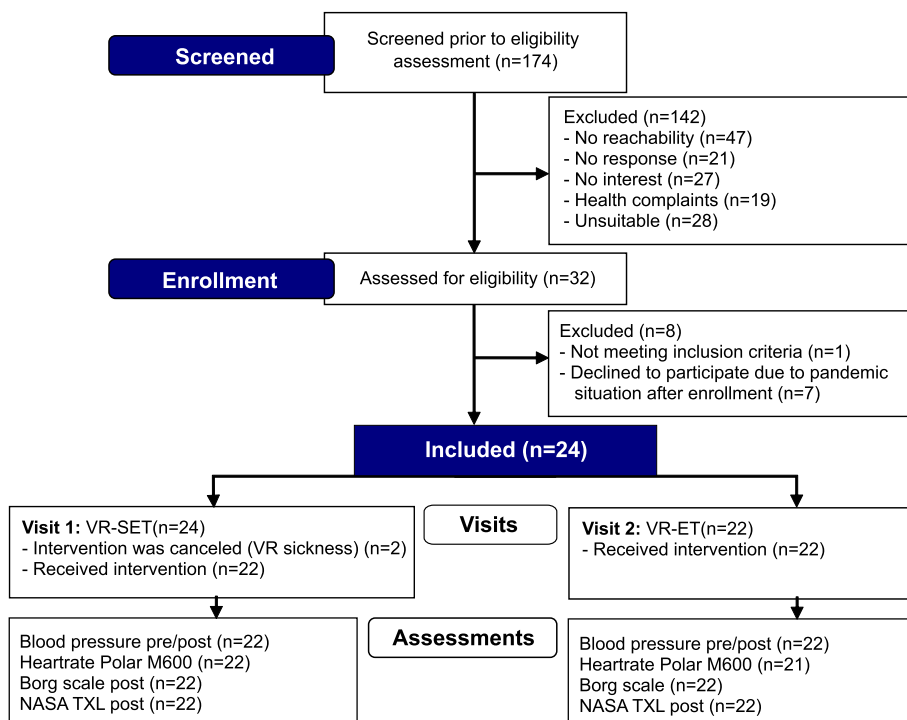 Screened
Screened prior to eligibility
assessment (n=174)
Excluded (n=142)
- No reachability (n=47)
- No response (n=21)
- No interest (n=27)
- Health complaints (n=19)
- Unsuitable (n=28)
Enrollment
Assessed for eligibility (n=32)
Excluded (n=8)
- Not meeting inclusion criteria (n=1)
- Declined to participate due to pandemic
situation after enrollment (n=7)
Included (n=24)
Visit 1: VR-SET(n=24)
- Intervention was canceled (VR sickness) (n=2)
- Received intervention (n=22)
Visits
Visit 2: VR-ET(n=22)
- Received intervention (n=22)
Blood pressure pre/post (n=22)
Heartrate Polar M600 (n=22)
Borg scale post (n=22)
NASA TXL post (n=22)
Assessments
Blood pressure pre/post (n=22)
Heartrate Polar M600 (n=21)
Borg scale (n=22)
NASA TXL post (n=22)